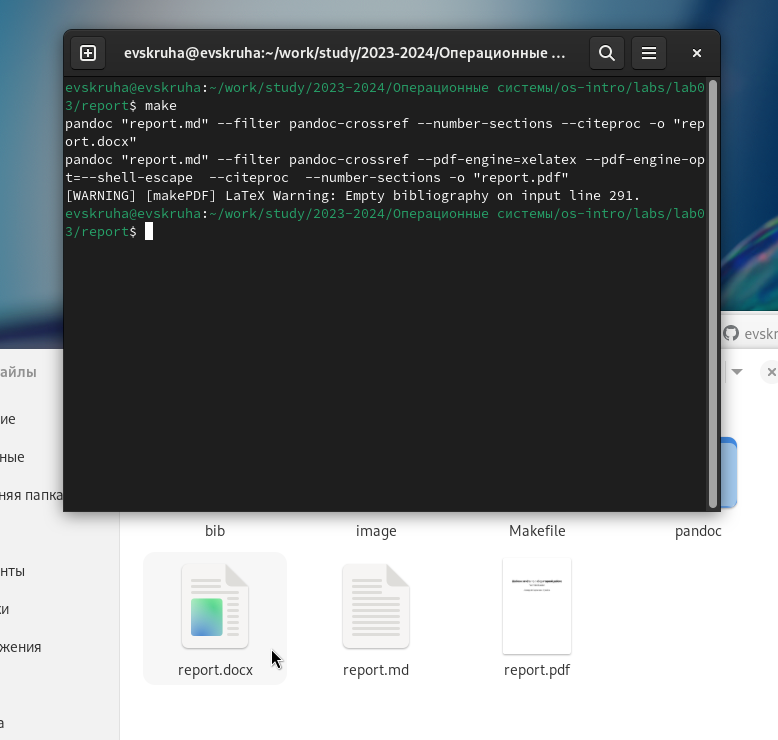 evskruha@evskruha:~/work/study/2023-2024/Операционные ...
evskruha@evskruha:~/work/study/2023-2024/Операционные системы/os-intro/labs/lab0
3/report$ make
pandoc "report.md" --filter pandoc-crossref --number-sections --citeproc -o "rep
ort.docx"
pandoc "report.md" --filter pandoc-crossref --pdf-engine=xelatex --pdf-engine-op
t=--shell-escape  --citeproc  --number-sections -o "report.pdf"
[WARNING] [makePDF] LaTeX Warning: Empty bibliography on input line 291.
evskruha@evskruha:~/work/study/2023-2024/Операционные системы/os-intro/labs/lab0
3/report$
evskr
айлы
ие
ные
няя папка
нты
ки
жения
а
bib
image
Makefile
pandoc
report.docx
report.md
report.pdf